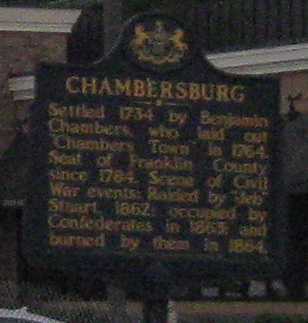 CHAMBERSBURG
Settled 1734 by Benjamin
Chambers, who laid out
"Chambers Town" in 1764.
Seat of Franklin County
since 1784. Scene of Civil
War events: Raided by "Jeb"
Stuart, 1862; occupied by
Confederates in 1863; and
burned by them in 1864.